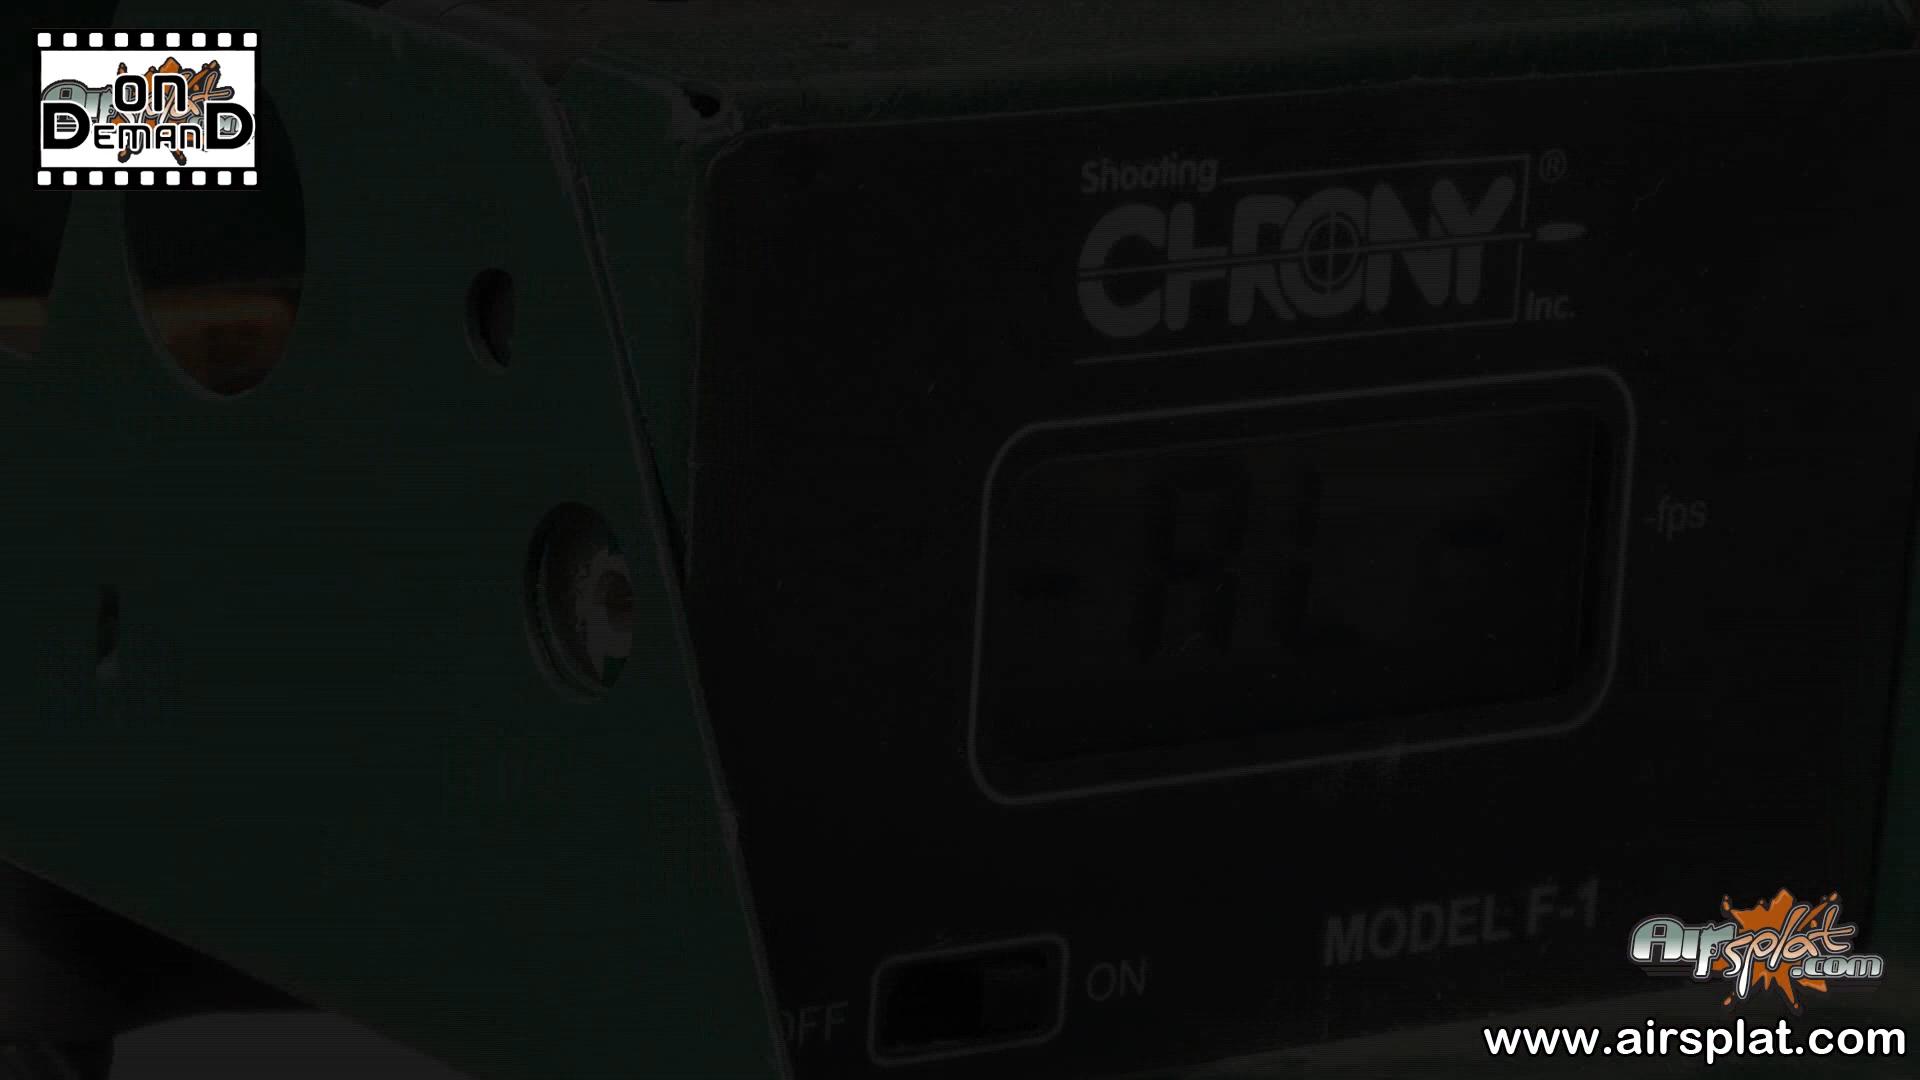 ON
DEMAND
Shooting
CHRONY ®
Inc.
-fps
MODEL F-1
OFF ON
Airsplat.com
www.airsplat.com